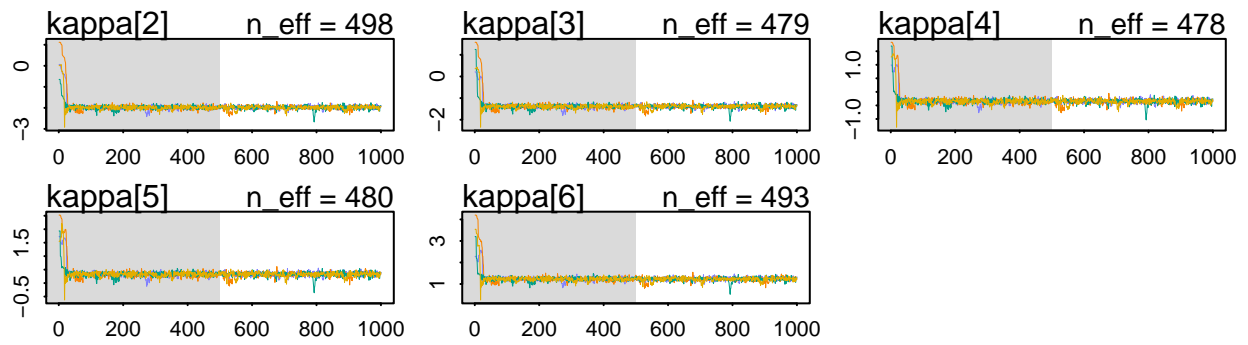 kappa[2] n_eff = 498
0
−3
0 200 400 600 800 1000
kappa[3] n_eff = 479
0
−2
0 200 400 600 800 1000
kappa[4] n_eff = 478
1.0
−1.0
0 200 400 600 800 1000
kappa[5] n_eff = 480
1.5
−0.5
0 200 400 600 800 1000
kappa[6] n_eff = 493
3
1
0 200 400 600 800 1000